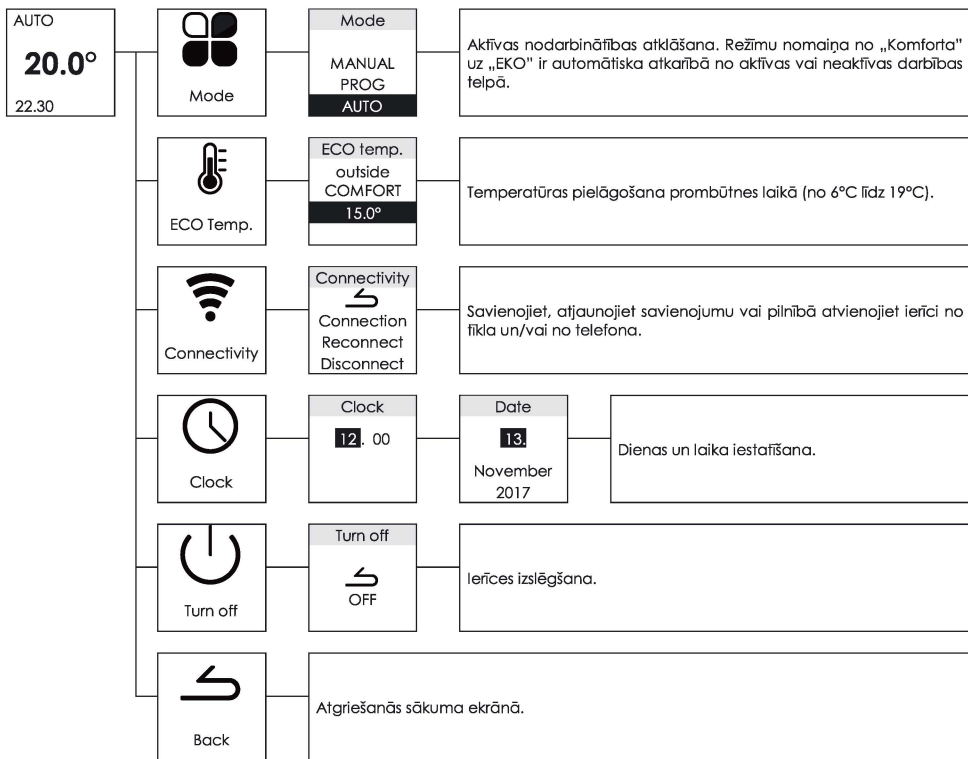 AUTO
20.0°
22.30
Mode
Mode
MANUAL
PROG
AUTO
Aktīvas nodarbinātības atklāšana. Režīmu nomaiņa no „Komforta”
uz „EKO” ir automātiska atkarībā no aktīvas vai neaktīvas darbības
telpā.
ECO Temp.
ECO temp.
outside
COMFORT
15.0°
Temperatūras pielāgošana prombūtnes laikā (no 6°C līdz 19°C).
Connectivity
Connectivity
Connection
Reconnect
Disconnect
Savienojiet, atjaunojiet savienojumu vai pilnībā atvienojiet ierīci no
tīkla un/vai no telefona.
Clock
Clock
12. 00
Date
13.
November
2017
Dienas un laika iestatīšana.
Turn off
Turn off
OFF
Ierīces izslēgšana.
Back
Atgriešanās sākuma ekrānā.